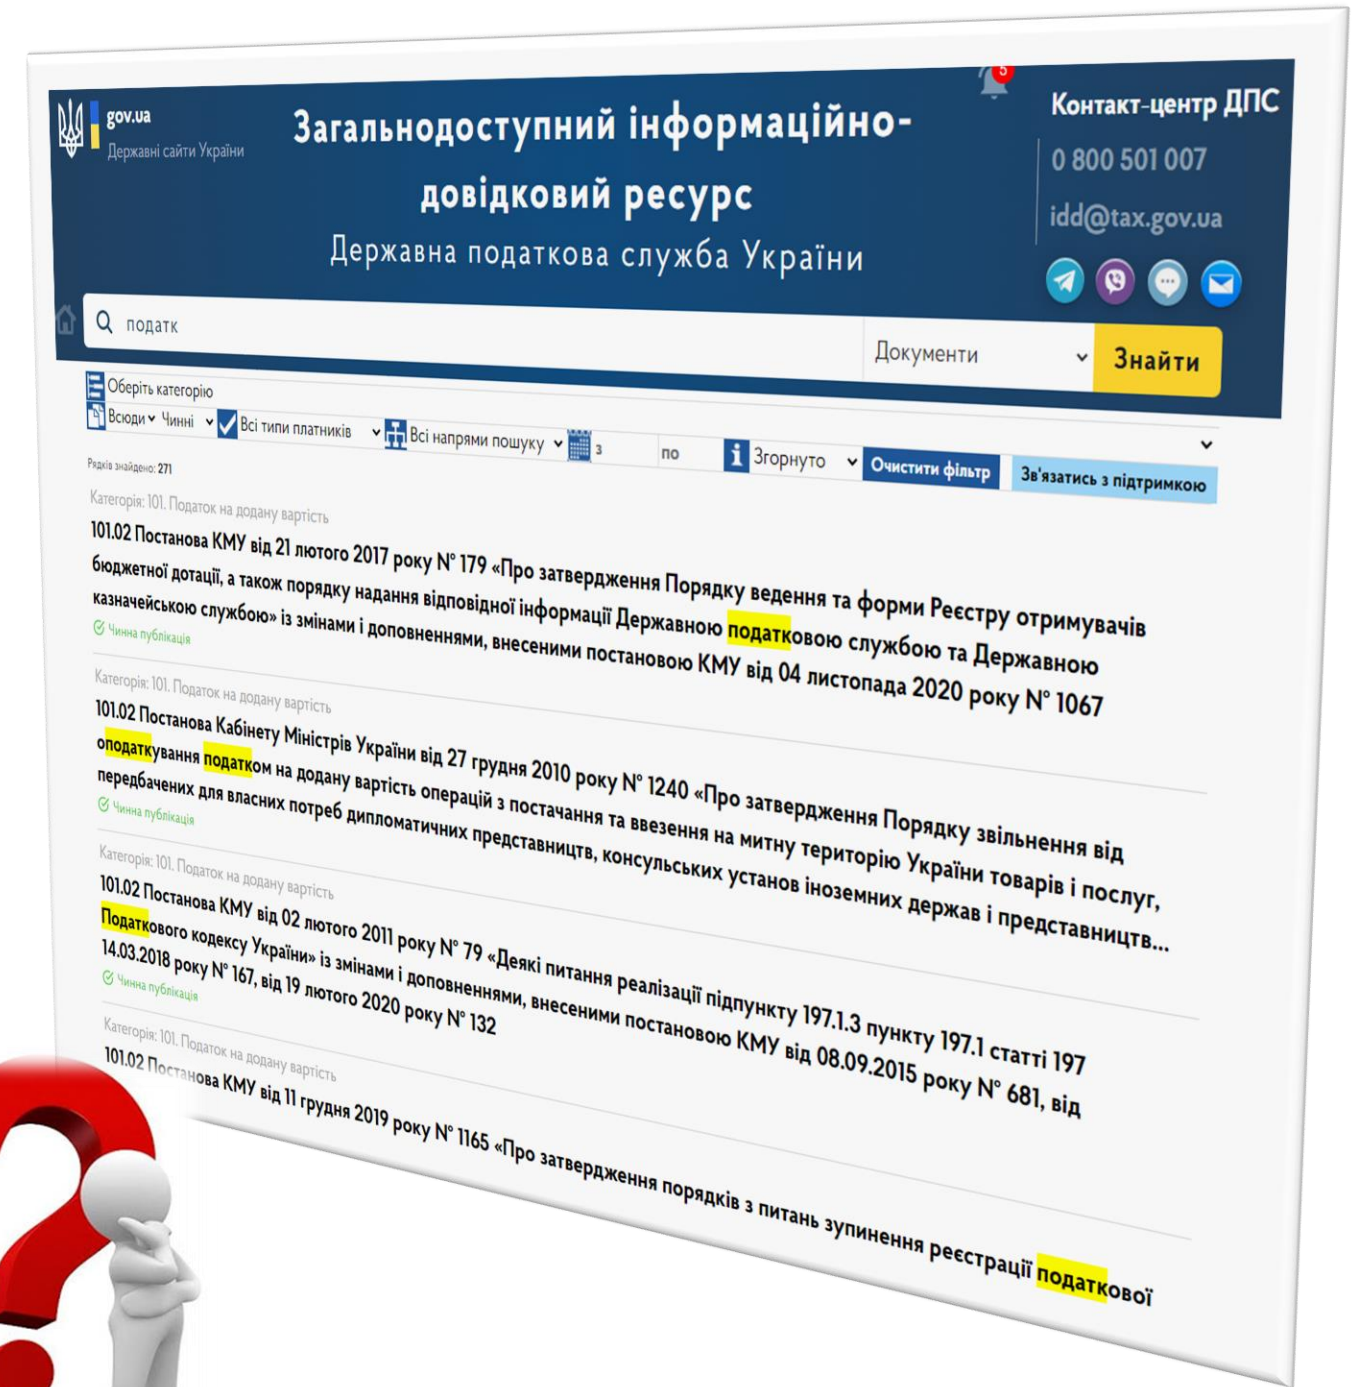 gov.ua
Державні сайти України
Загальнодоступний інформаційно-
довідковий ресурс
Державна податкова служба України
5
Контакт-центр ДПС
0 800 501 007
idd@tax.gov.ua
податк
Документи
Знайти
Оберіть категорію
Всюди Чинні Всі типи платників Всі напрями пошуку з по Згорнуто Очистити фільтр Зв'язатись з підтримкою
Рядків знайдено: 271
Категорія: 101. Податок на додану вартість
101.02 Постанова КМУ від 21 лютого 2017 року N° 179 «Про затвердження Порядку ведення та форми Реєстру отримувачів
бюджетної дотації, а також порядку надання відповідної інформації Державною податковою службою та Державною
казначейською службою» із змінами і доповненнями, внесеними постановою КМУ від 04 листопада 2020 року N° 1067
Чинна публікація
Категорія: 101. Податок на додану вартість
101.02 Постанова Кабінету Міністрів України від 27 грудня 2010 року N° 1240 «Про затвердження Порядку звільнення від
оподаткування податком на додану вартість операцій з постачання та ввезення на митну територію України товарів і послуг,
передбачених для власних потреб дипломатичних представництв, консульських установ іноземних держав і представництв...
Чинна публікація
Категорія: 101. Податок на додану вартість
101.02 Постанова КМУ від 02 лютого 2011 року N° 79 «Деякі питання реалізації підпункту 197.1.3 пункту 197.1 статті 197
Податкового кодексу України» із змінами і доповненнями, внесеними постановою КМУ від 08.09.2015 року N° 681, від
14.03.2018 року N° 167, від 19 лютого 2020 року N° 132
Чинна публікація
Категорія: 101. Податок на додану вартість
101.02 Постанова КМУ від 11 грудня 2019 року N° 1165 «Про затвердження порядків з питань зупинення реєстрації податкової